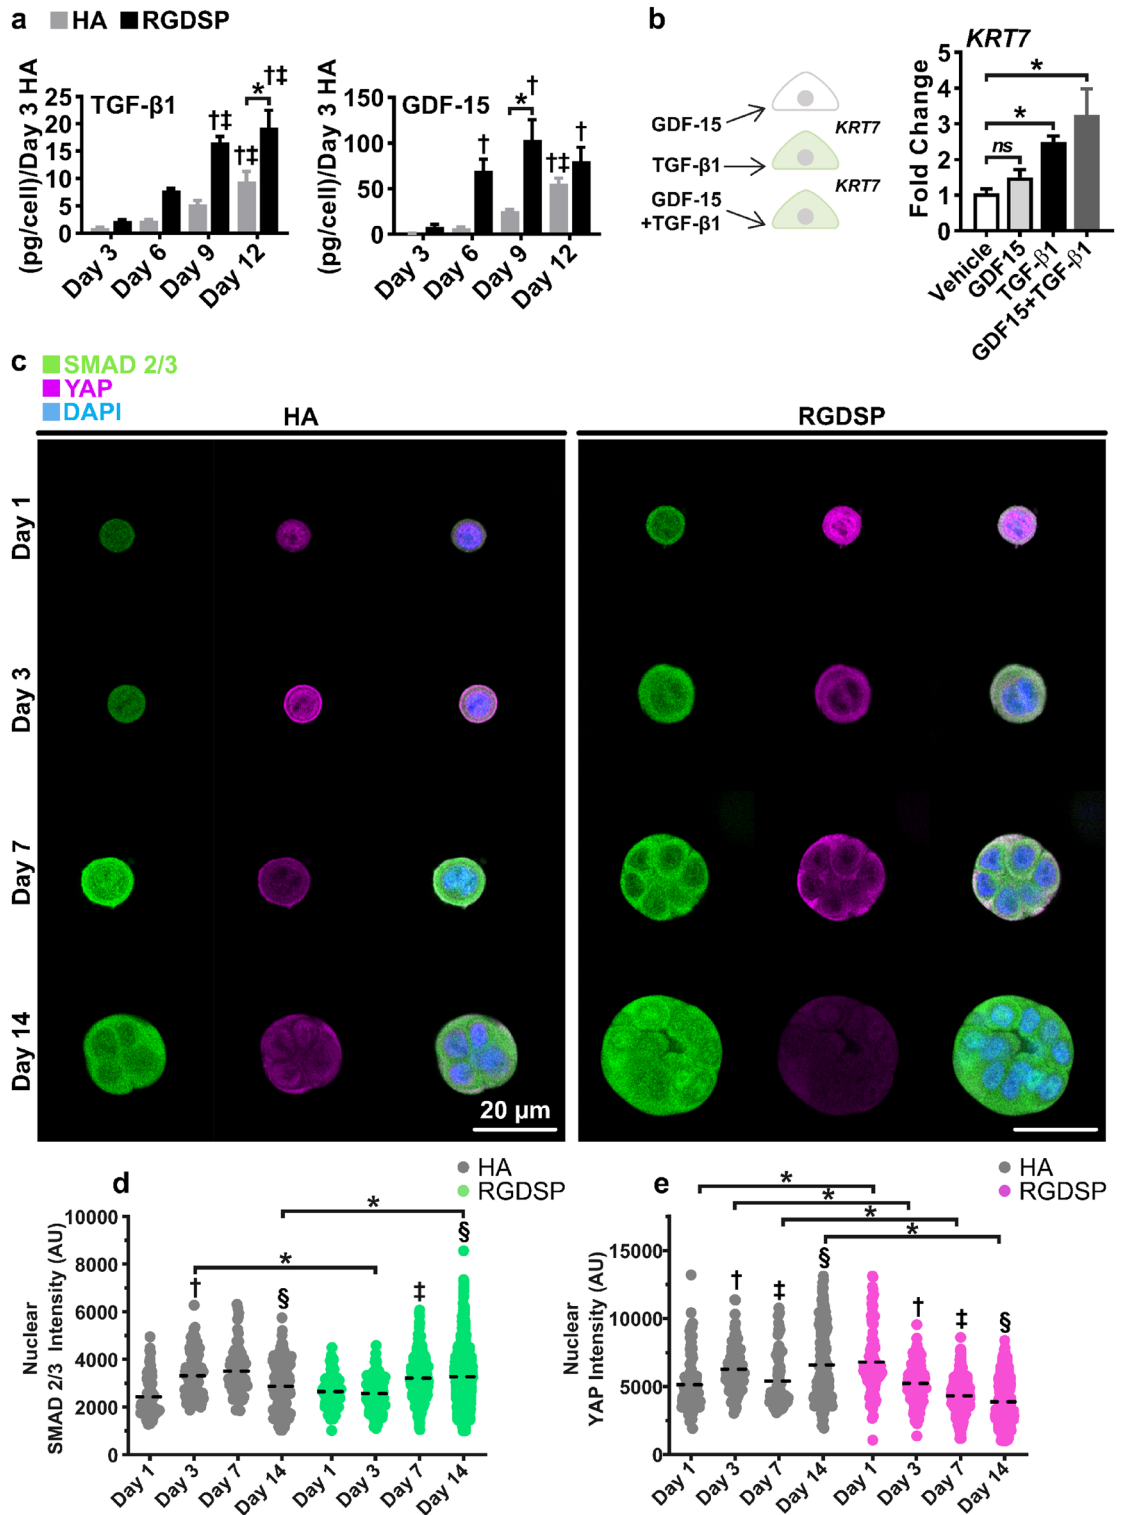 a
HA
RGDSP
(pg/cell)/Day 3 HA
25
20
15
10
5
0
TGF-β1
†‡
†‡
*
†‡
Day 3
Day 6
Day 9
Day 12
(pg/cell)/Day 3 HA
150
100
50
0
GDF-15
†
*
†
†‡
†
Day 3
Day 6
Day 9
Day 12
b
GDF-15
TGF-β1
GDF-15
+TGF-β1
KRT7
KRT7
KRT7
Fold Change
5
4
3
2
1
0
*
*
ns
Vehicle
GDF15
TGF-β1
GDF15+TGF-β1
c
SMAD 2/3
YAP
DAPI
HA
RGDSP
Day 1
Day 3
Day 7
Day 14
20 μm
d
HA
RGDSP
Nuclear
SMAD 2/3 Intensity (AU)
10000
8000
6000
4000
2000
0
*
*
†
§
‡
§
Day 1
Day 3
Day 7
Day 14
Day 1
Day 3
Day 7
Day 14
e
HA
RGDSP
Nuclear
YAP Intensity (AU)
15000
10000
5000
0
*
*
*
*
†
‡
§
†
‡
§
Day 1
Day 3
Day 7
Day 14
Day 1
Day 3
Day 7
Day 14